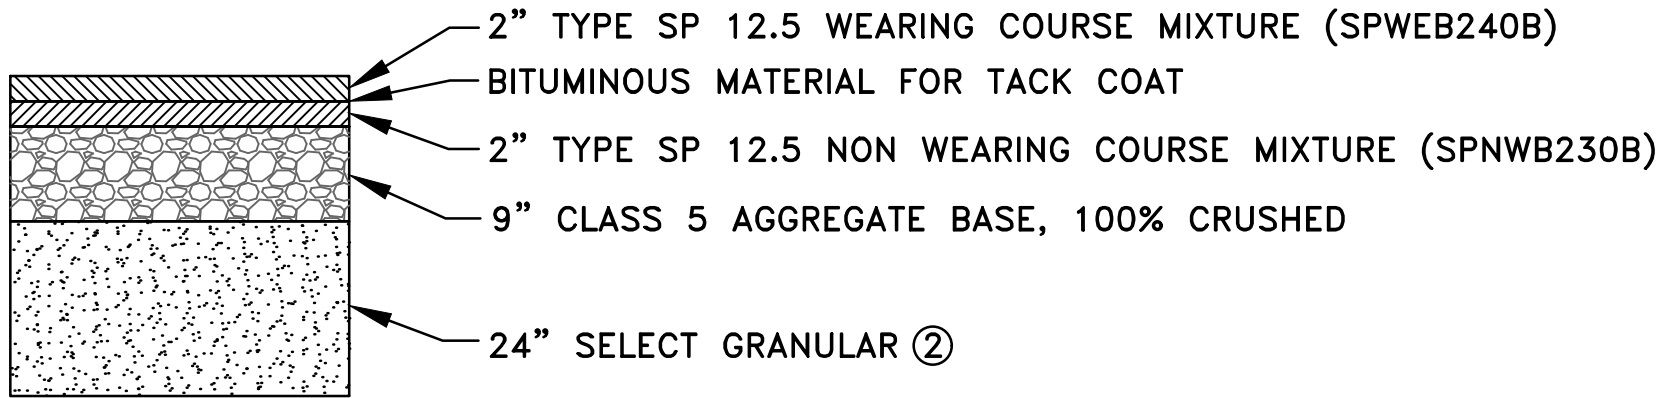 2” TYPE SP 12.5 WEARING COURSE MIXTURE (SPWEB240B)
BITUMINOUS MATERIAL FOR TACK COAT
2” TYPE SP 12.5 NON WEARING COURSE MIXTURE (SPNWB230B)
9” CLASS 5 AGGREGATE BASE, 100% CRUSHED
24” SELECT GRANULAR ②